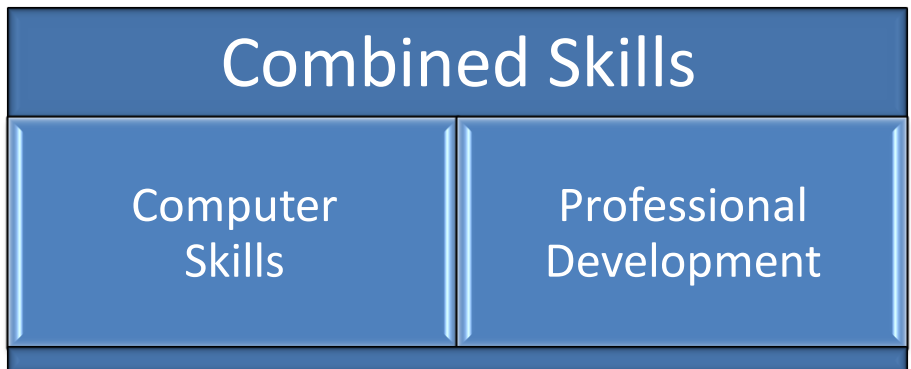 Combined Skills
Computer
Skills
Professional
Development